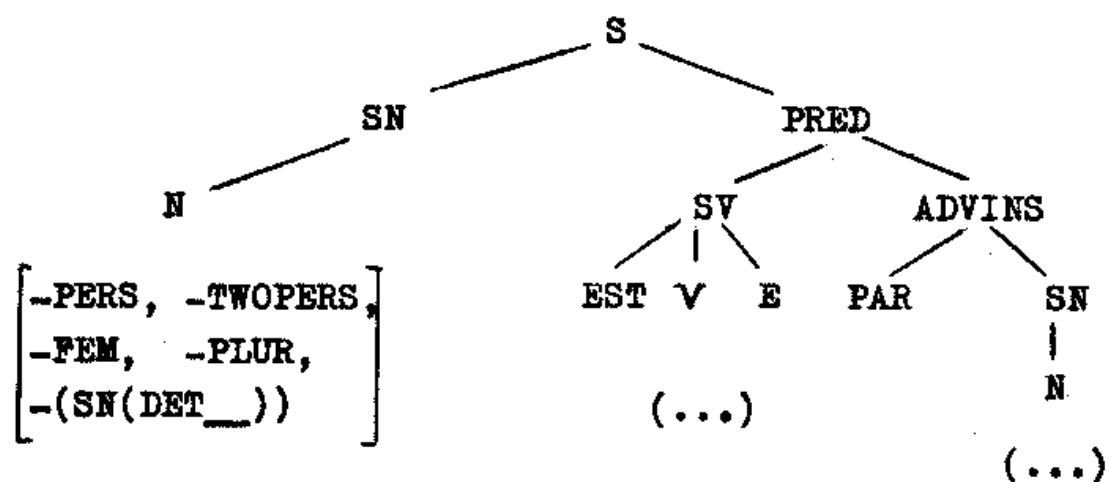 S
SN PRED
N SV ADVINS
-PERS, -TWOPERS, EST V E PAR SN
-FEM, -PLUR, N
-(SN(DET__)) (...)
(...)